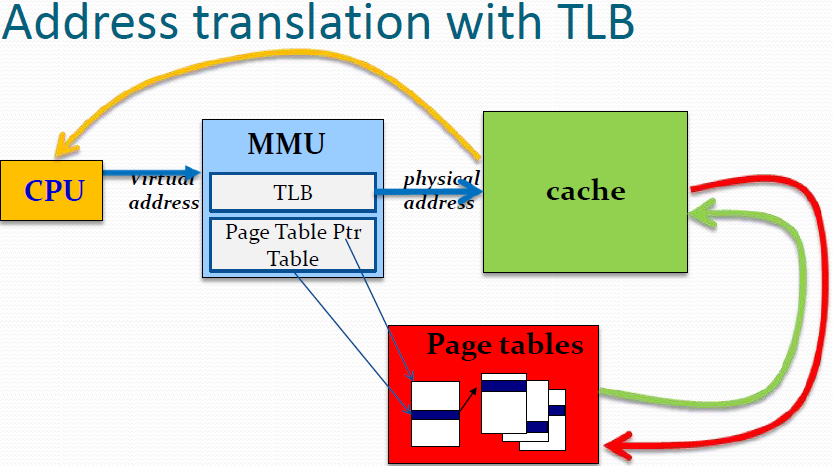 Address translation with TLB
MMU
CPU
Virtual
address
TLB
physical
address
cache
Page Table Ptr
Table
Page tables